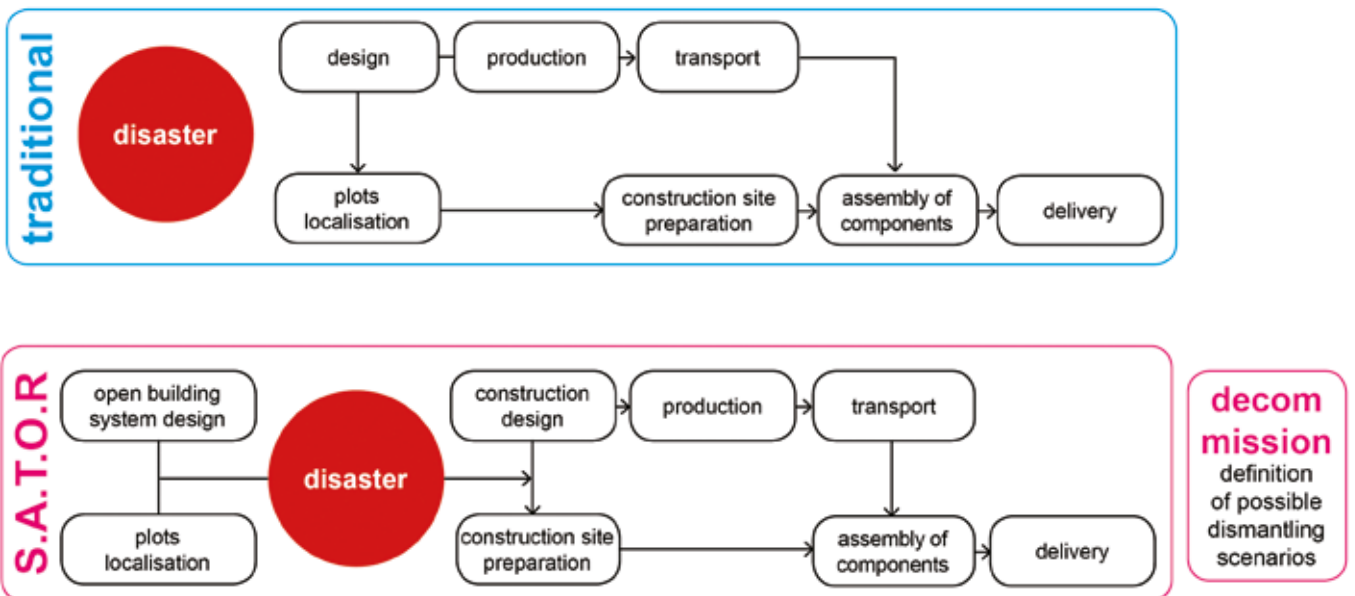 traditional
disaster
design
production
transport
plots
localisation
construction site
preparation
assembly of
components
delivery
S.A.T.O.R
open building
system design
plots
localisation
disaster
construction
design
production
transport
construction site
preparation
assembly of
components
delivery
decom
mission
definition
of possible
dismantling
scenarios